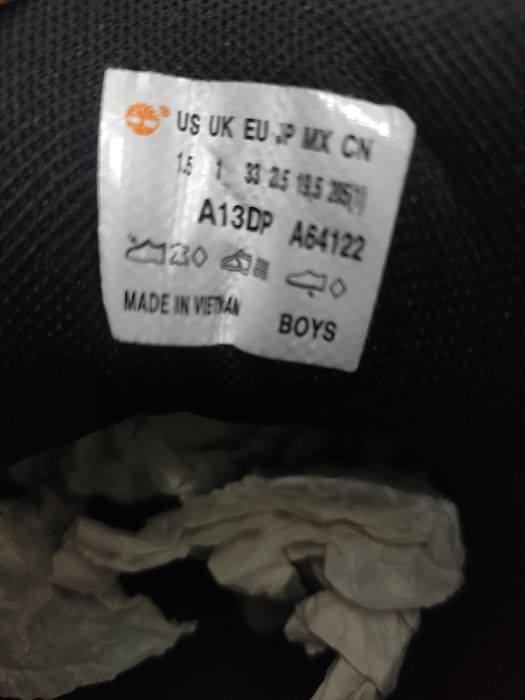 US UK EU JP MX CN
1.5 1 33 2.5 19.5 205(1)
A13DP A64122
MADE IN VIETNAM
BOYS